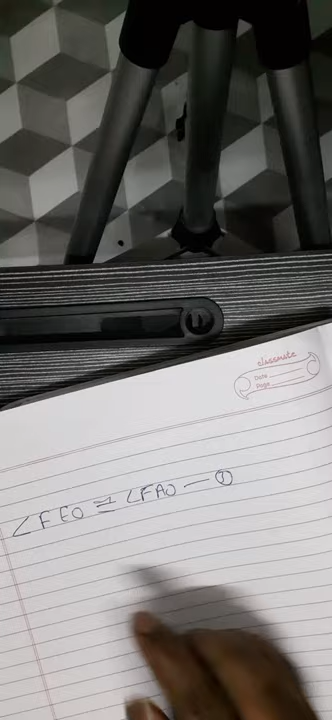 classmate
Date
Page
∠FEO ≅ ∠FAO — ①